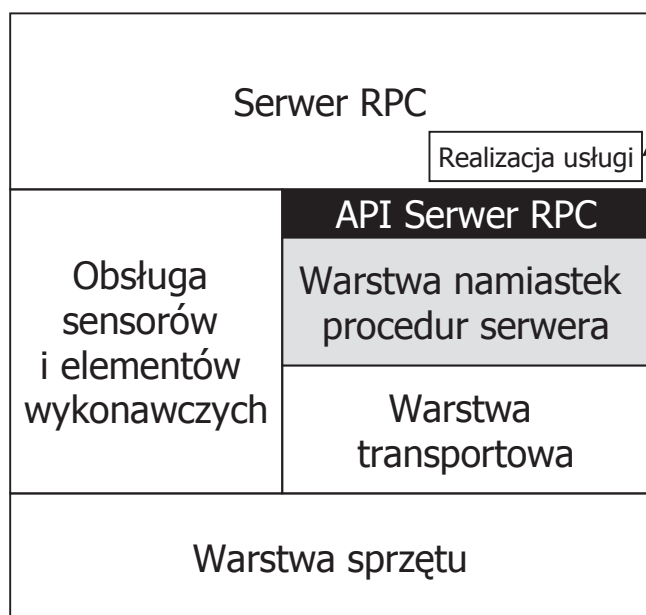 Serwer RPC
Realizacja usługi
API Serwer RPC
Obsługa
sensorów
i elementów
wykonawczych
Warstwa namiastek
procedur serwera
Warstwa
transportowa
Warstwa sprzętu